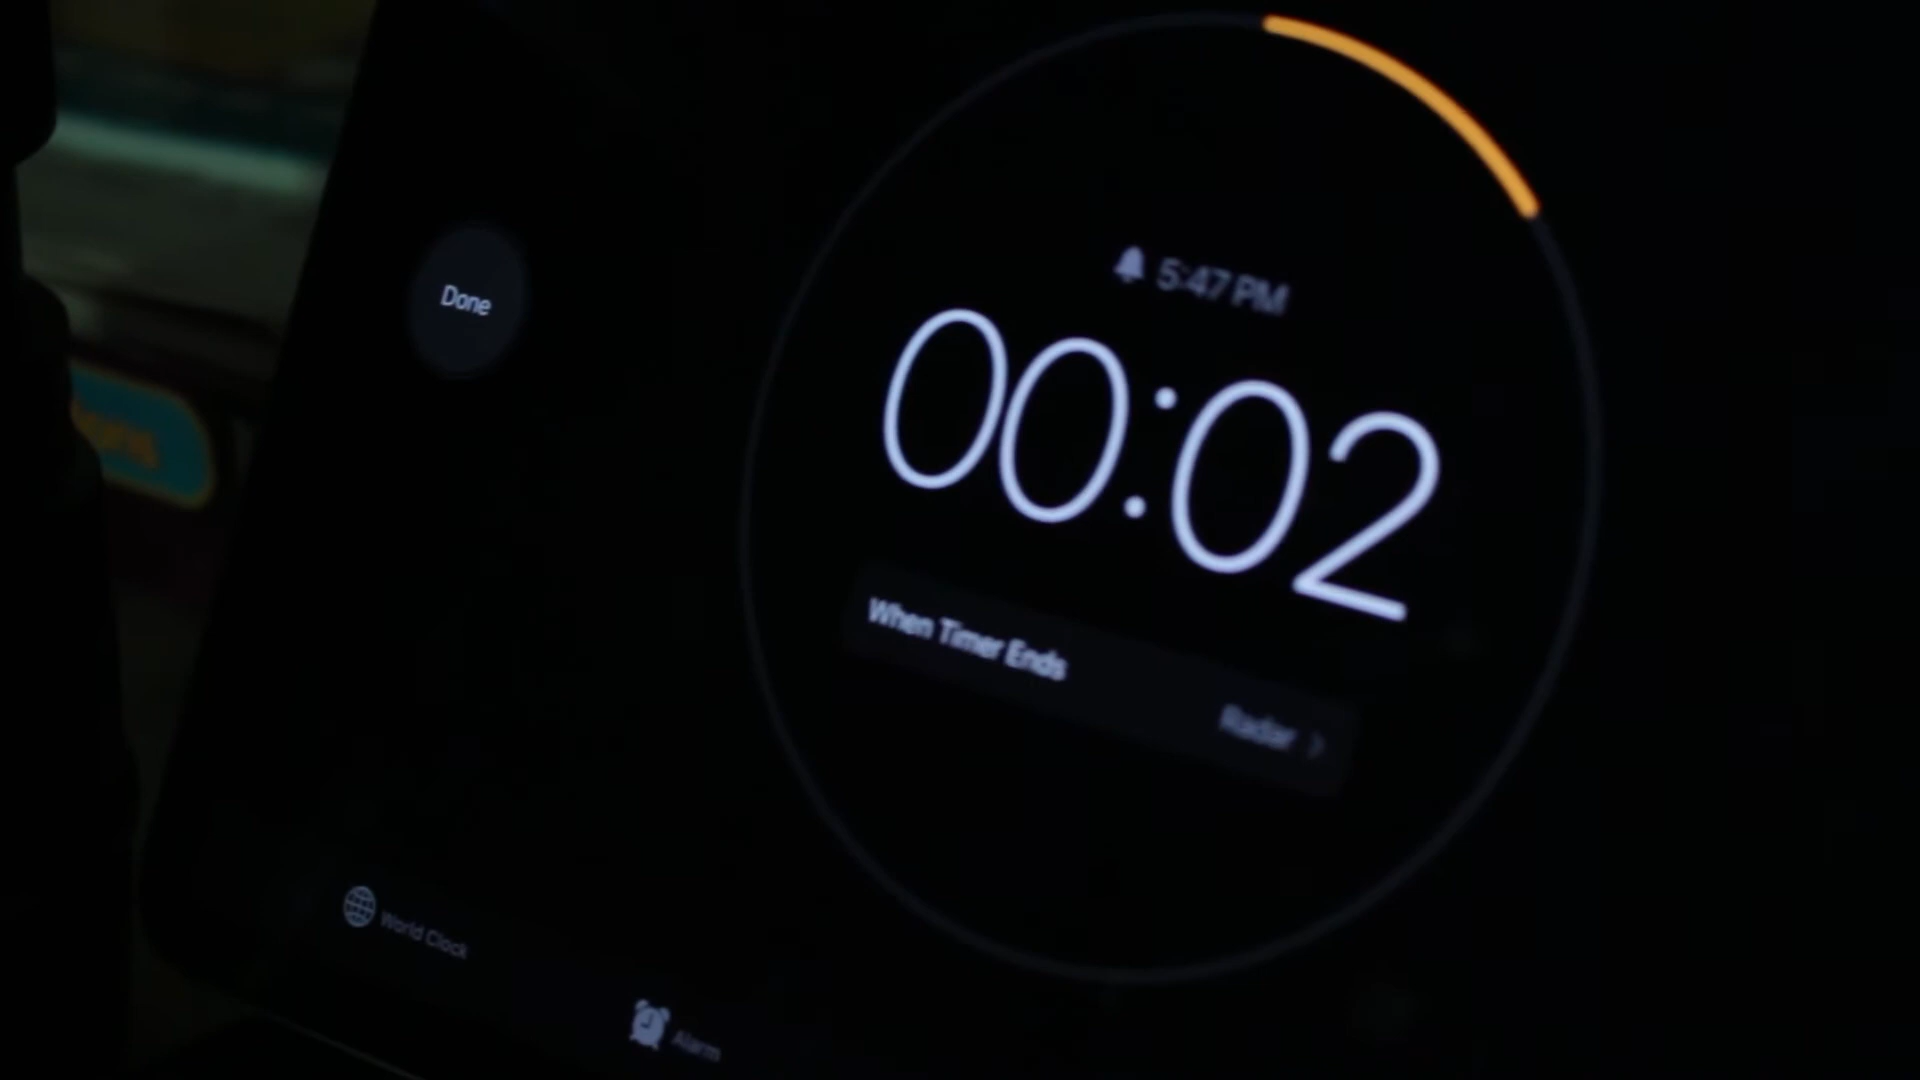 5:47 PM
Done
00:02
When Timer Ends
Radar
World Clock
Alarm